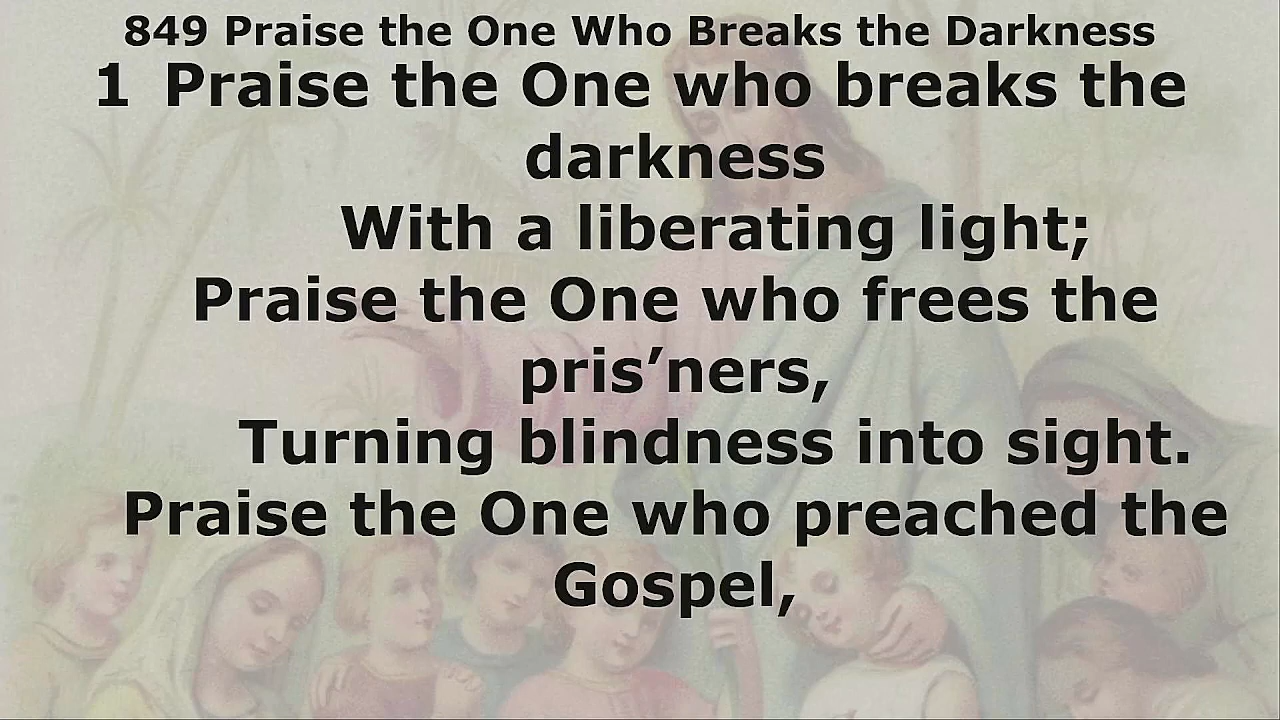 849 Praise the One Who Breaks the Darkness
1 Praise the One who breaks the
darkness
With a liberating light;
Praise the One who frees the
pris’ners,
Turning blindness into sight.
Praise the One who preached the
Gospel,